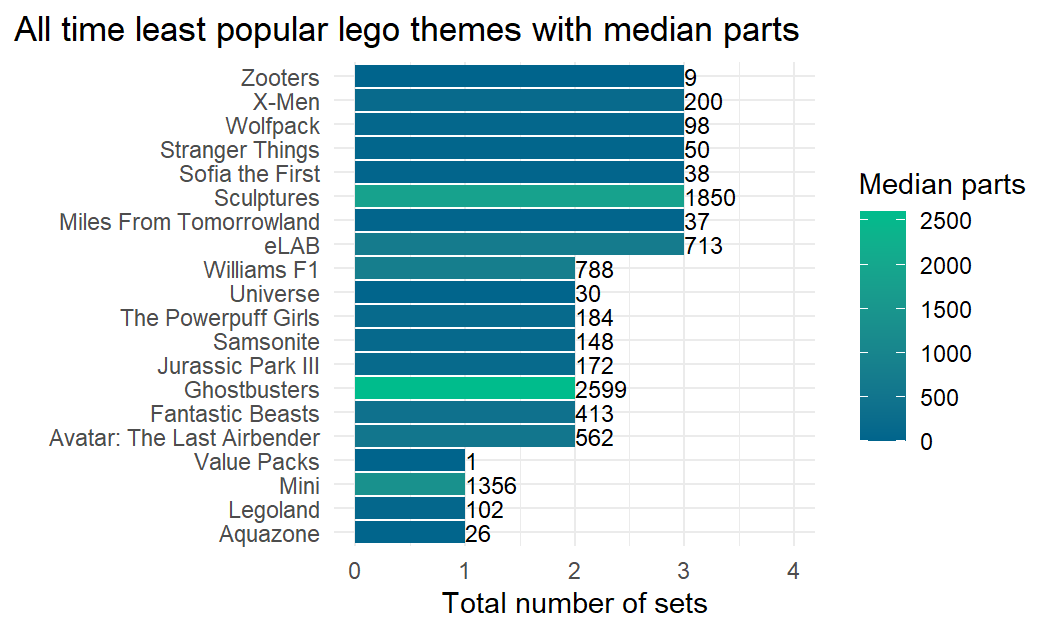 All time least popular lego themes with median parts
Zooters 9
X-Men 200
Wolfpack 98
Stranger Things 50
Sofia the First 38
Sculptures 1850
Miles From Tomorrowland 37
eLAB 713
Williams F1 788
Universe 30
The Powerpuff Girls 184
Samsonite 148
Jurassic Park III 172
Ghostbusters 2599
Fantastic Beasts 413
Avatar: The Last Airbender 562
Value Packs 1
Mini 1356
Legoland 102
Aquazone 26
0 1 2 3 4
Total number of sets
Median parts
2500
2000
1500
1000
500
0